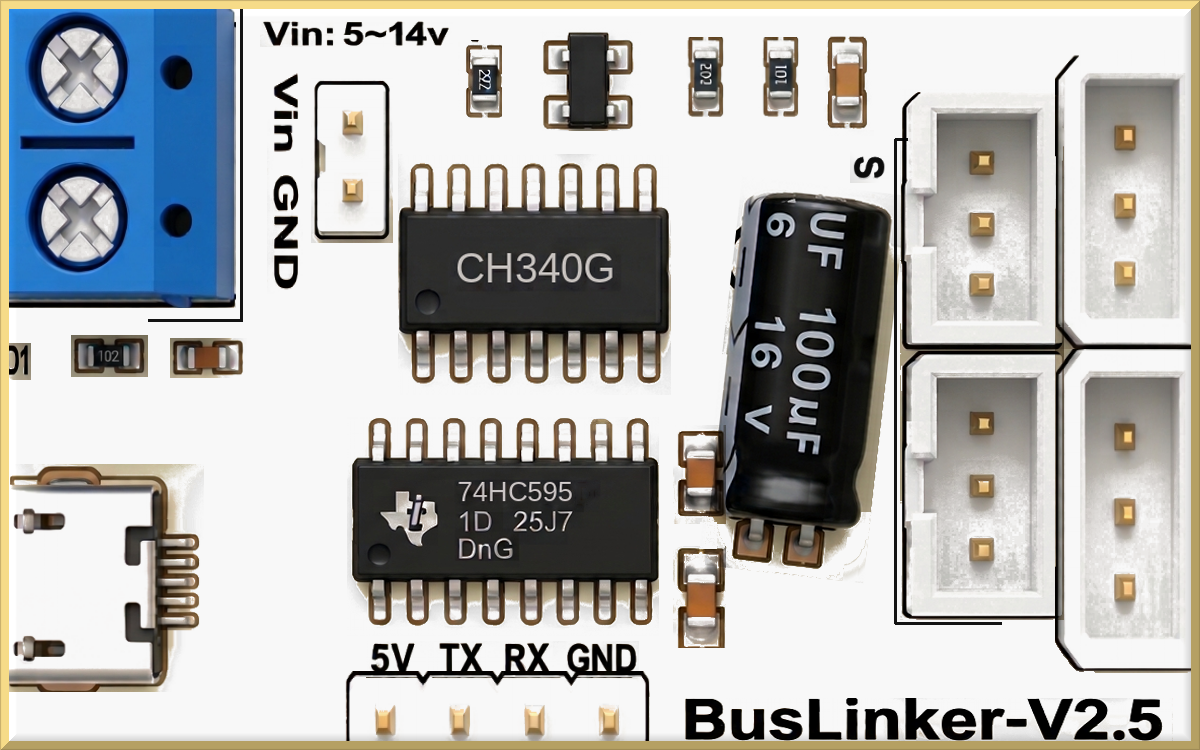 Vin: 5~14v
Vin GND
222
202
101
S
CH340G
UF 100µF
6 16 V
102
74HC595
1D 25J7
DnG
5V TX RX GND
BusLinker-V2.5